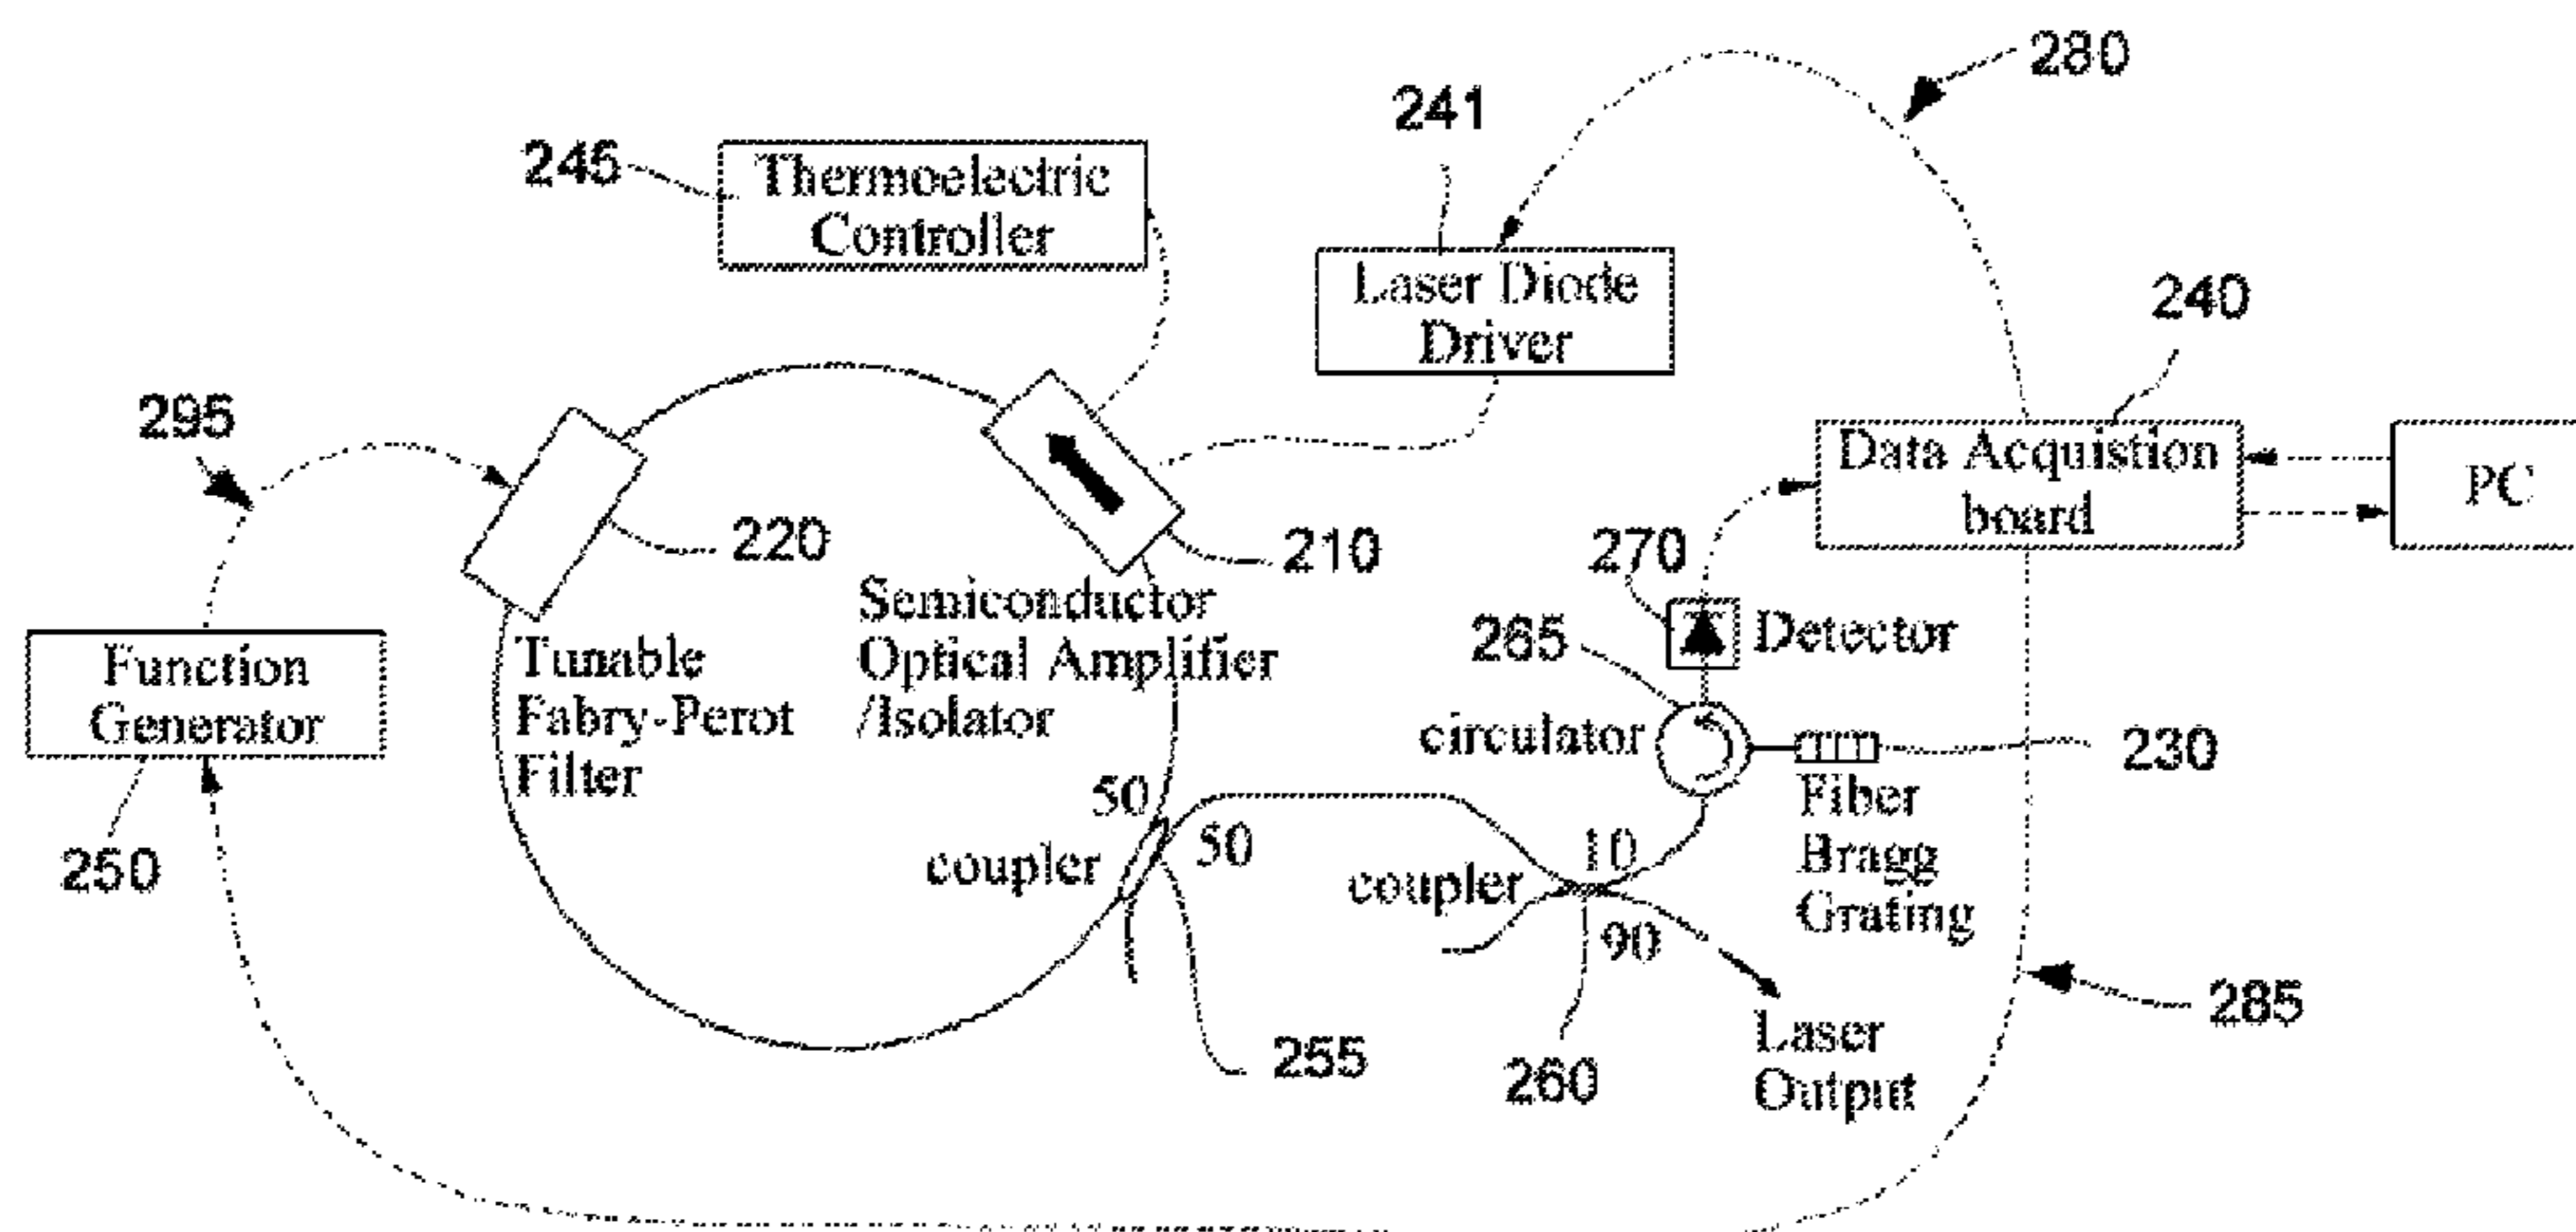 280
241
245
Thermoelectric
Controller
Laser Diode
Driver
240
295
Data Acquistion
board
PC
220
210
270
Semiconductor
Optical Amplifier
/Isolator
Detector
265
Function
Generator
Tunable
Fabry-Perot
Filter
circulator
230
50
50
Fiber
Bragg
Grating
10
coupler
coupler
250
90
285
Laser
Output
255
260